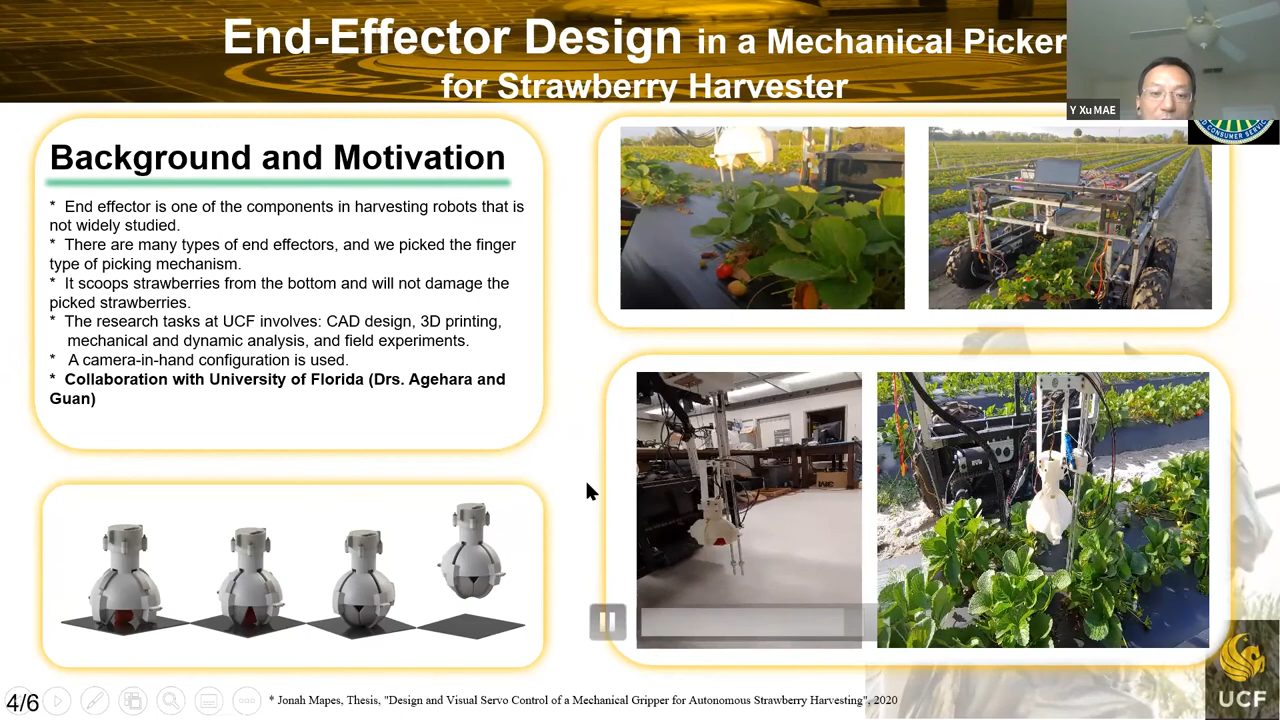 End-Effector Design in a Mechanical Picker
for Strawberry Harvester
Y Xu MAE
CONSUMER SERVIC
Background and Motivation
* End effector is one of the components in harvesting robots that is
not widely studied.
* There are many types of end effectors, and we picked the finger
type of picking mechanism.
* It scoops strawberries from the bottom and will not damage the
picked strawberries.
* The research tasks at UCF involves: CAD design, 3D printing,
mechanical and dynamic analysis, and field experiments.
* A camera-in-hand configuration is used.
* Collaboration with University of Florida (Drs. Agehara and
Guan)
4/6
* Jonah Mapes, Thesis, "Design and Visual Servo Control of a Mechanical Gripper for Autonomous Strawberry Harvesting", 2020
UCF